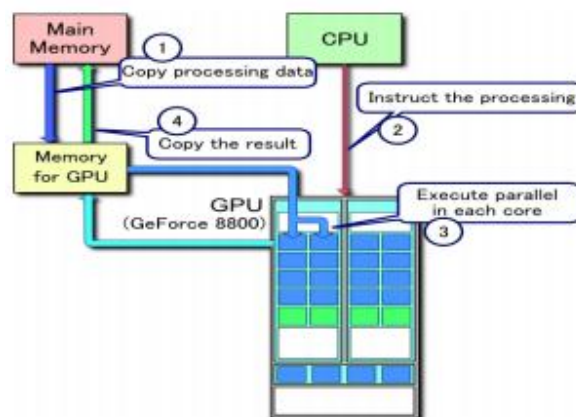 Main
Memory
1
Copy processing data
CPU
Instruct the processing
2
4
Copy the result
Memory
for GPU
GPU
(GeForce 8800)
Execute parallel
in each core
3